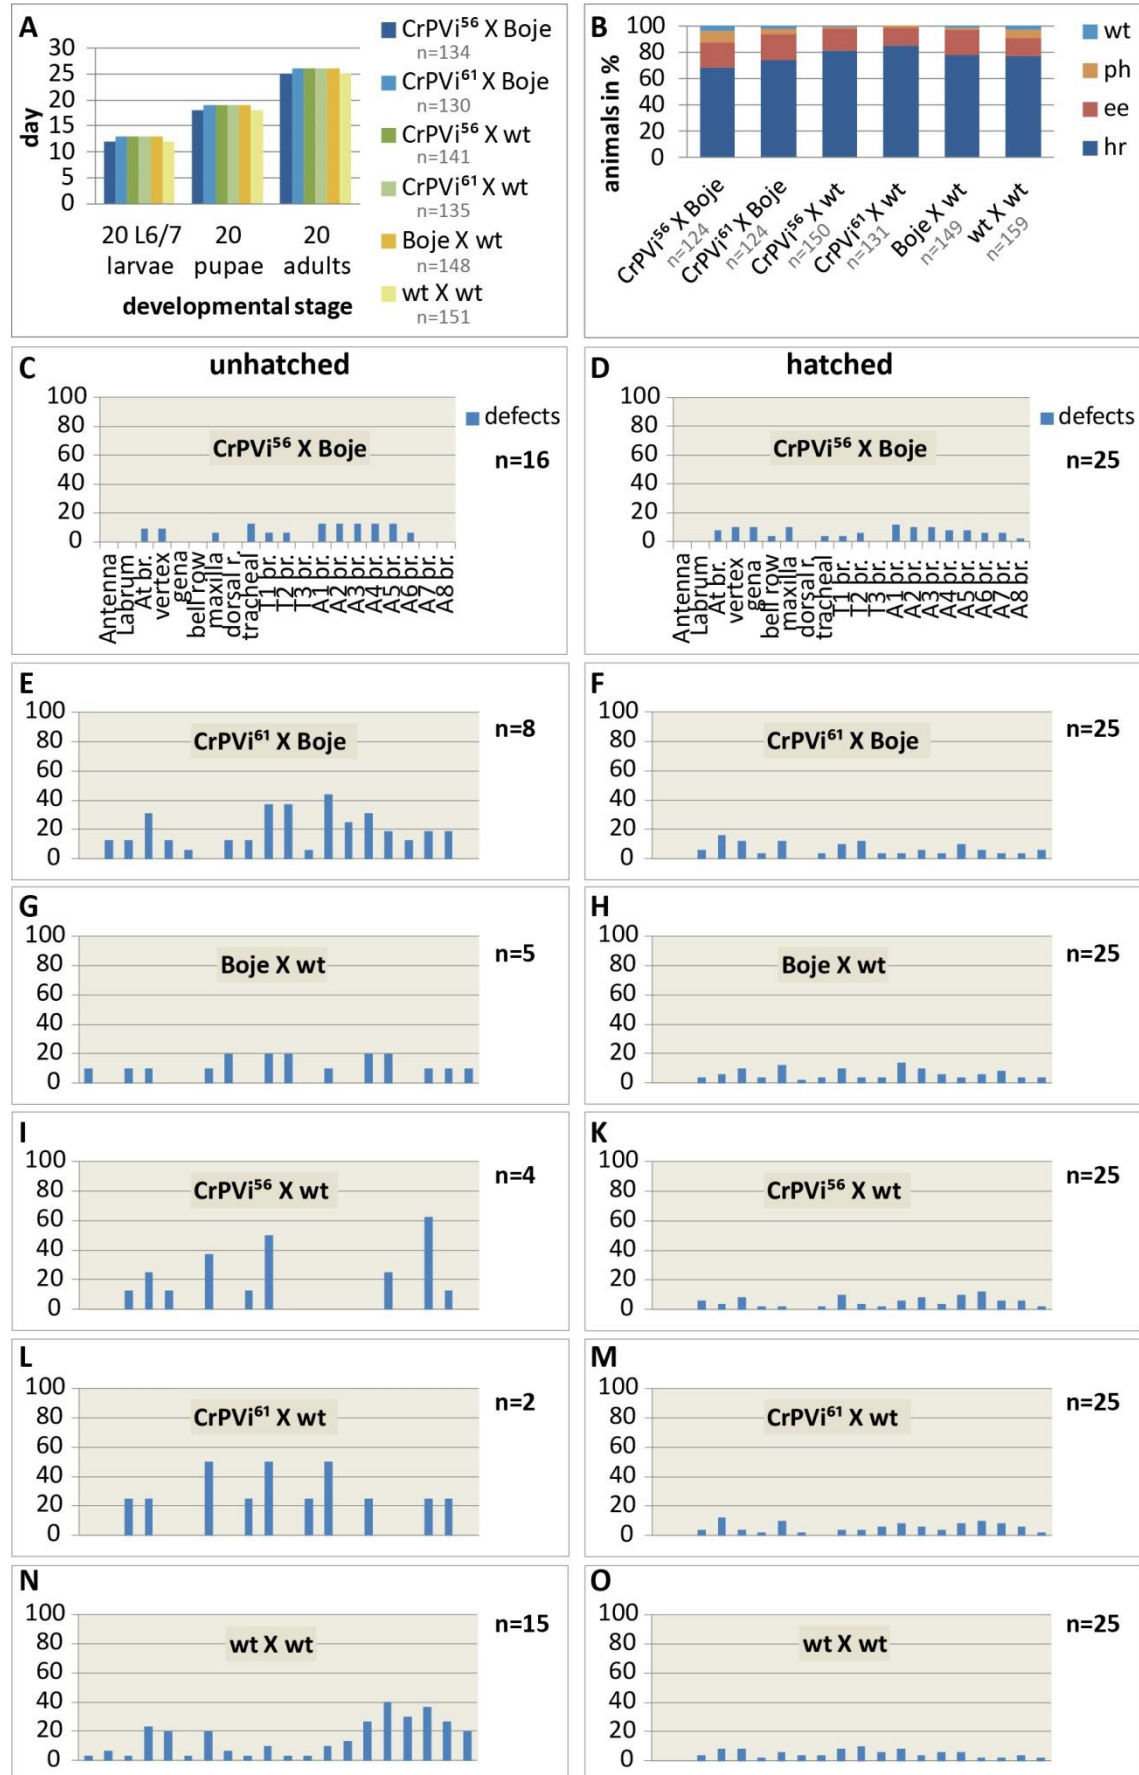 A
30
25
20
15
10
5
0
day
20 L6/7 larvae
20 pupae
20 adults
developmental stage
CrPVi⁵⁶ X Boje
n=134
CrPVi⁶¹ X Boje
n=130
CrPVi⁵⁶ X wt
n=141
CrPVi⁶¹ X wt
n=135
Boje X wt
n=148
wt X wt
n=151
B
100
80
60
40
20
0
animals in %
CrPVi⁵⁶ X Boje
n=124
CrPVi⁶¹ X Boje
n=124
CrPVi⁵⁶ X wt
n=150
CrPVi⁶¹ X wt
n=131
Boje X wt
n=149
wt X wt
n=159
wt
ph
ee
hr
C
unhatched
100
80
60
40
20
0
CrPVi⁵⁶ X Boje
defects
n=16
Antenna
Labrum
At br.
vertex
gena
bell row
maxilla
dorsal r.
tracheal
T1 br.
T2 br.
T3 br.
A1 br.
A2 br.
A3 br.
A4 br.
A5 br.
A6 br.
A7 br.
A8 br.
D
hatched
100
80
60
40
20
0
CrPVi⁵⁶ X Boje
defects
n=25
Antenna
Labrum
At br.
vertex
gena
bell row
maxilla
dorsal r.
tracheal
T1 br.
T2 br.
T3 br.
A1 br.
A2 br.
A3 br.
A4 br.
A5 br.
A6 br.
A7 br.
A8 br.
E
100
80
60
40
20
0
CrPVi⁶¹ X Boje
n=8
F
100
80
60
40
20
0
CrPVi⁶¹ X Boje
n=25
G
100
80
60
40
20
0
Boje X wt
n=5
H
100
80
60
40
20
0
Boje X wt
n=25
I
100
80
60
40
20
0
CrPVi⁵⁶ X wt
n=4
K
100
80
60
40
20
0
CrPVi⁵⁶ X wt
n=25
L
100
80
60
40
20
0
CrPVi⁶¹ X wt
n=2
M
100
80
60
40
20
0
CrPVi⁶¹ X wt
n=25
N
100
80
60
40
20
0
wt X wt
n=15
O
100
80
60
40
20
0
wt X wt
n=25